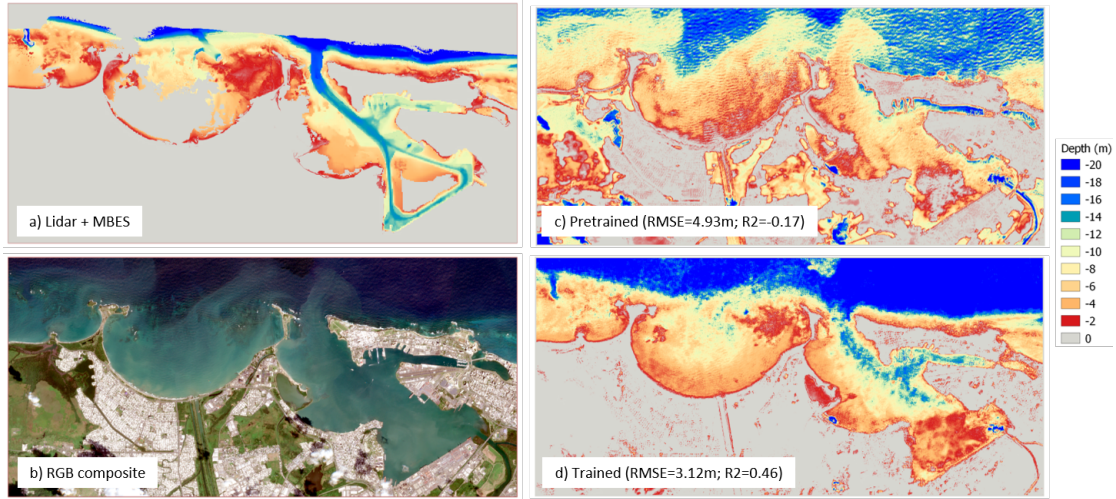 a) Lidar + MBES
b) RGB composite
c) Pretrained (RMSE=4.93m; R2=-0.17)
d) Trained (RMSE=3.12m; R2=0.46)
Depth (m)
-20
-18
-16
-14
-12
-10
-8
-6
-4
-2
0